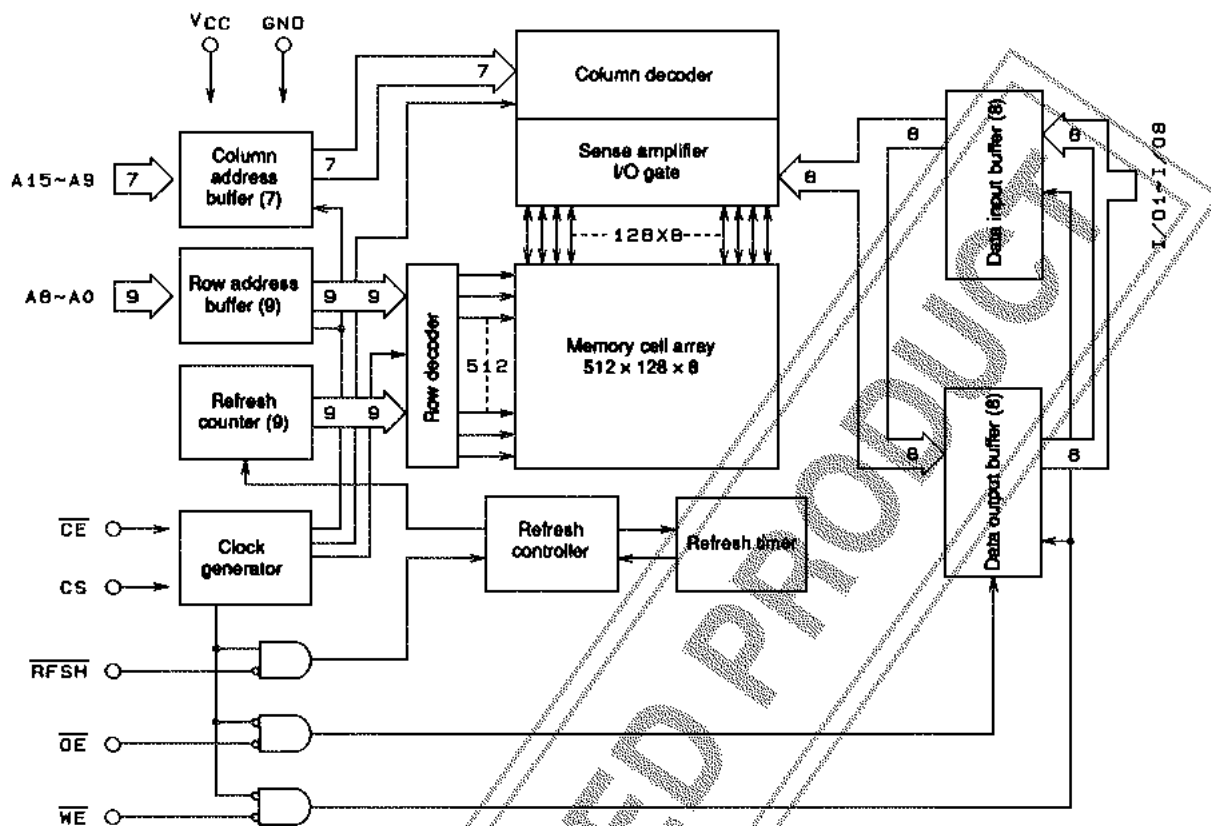 VCC GND
Column decoder
Sense amplifier
I/O gate
Column
address
buffer (7)
A15~A9
7
7
7
Row address
buffer (9)
A8~A0
9
9 9
Refresh
counter (9)
9 9
Row decoder
512
128X8
Memory cell array
512 × 128 × 8
Data input buffer (8)
Data output buffer (8)
8
8
8
8
8
I/O1~I/O8
CE
CS
Clock
generator
Refresh
controller
Refresh timer
RFSH
OE
WE
ED PRODUCT